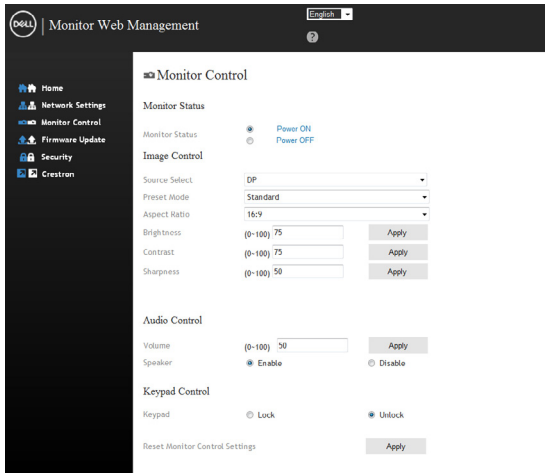 DELL
Monitor Web Management
English
?
Home
Network Settings
Monitor Control
Firmware Update
Security
Crestron
Monitor Control
Monitor Status
Monitor Status
Power ON
Power OFF
Image Control
Source Select DP
Preset Mode Standard
Aspect Ratio 16:9
Brightness (0~100) 75 Apply
Contrast (0~100) 75 Apply
Sharpness (0~100) 50 Apply
Audio Control
Volume (0~100) 50 Apply
Speaker Enable Disable
Keypad Control
Keypad Lock Unlock
Reset Monitor Control Settings Apply